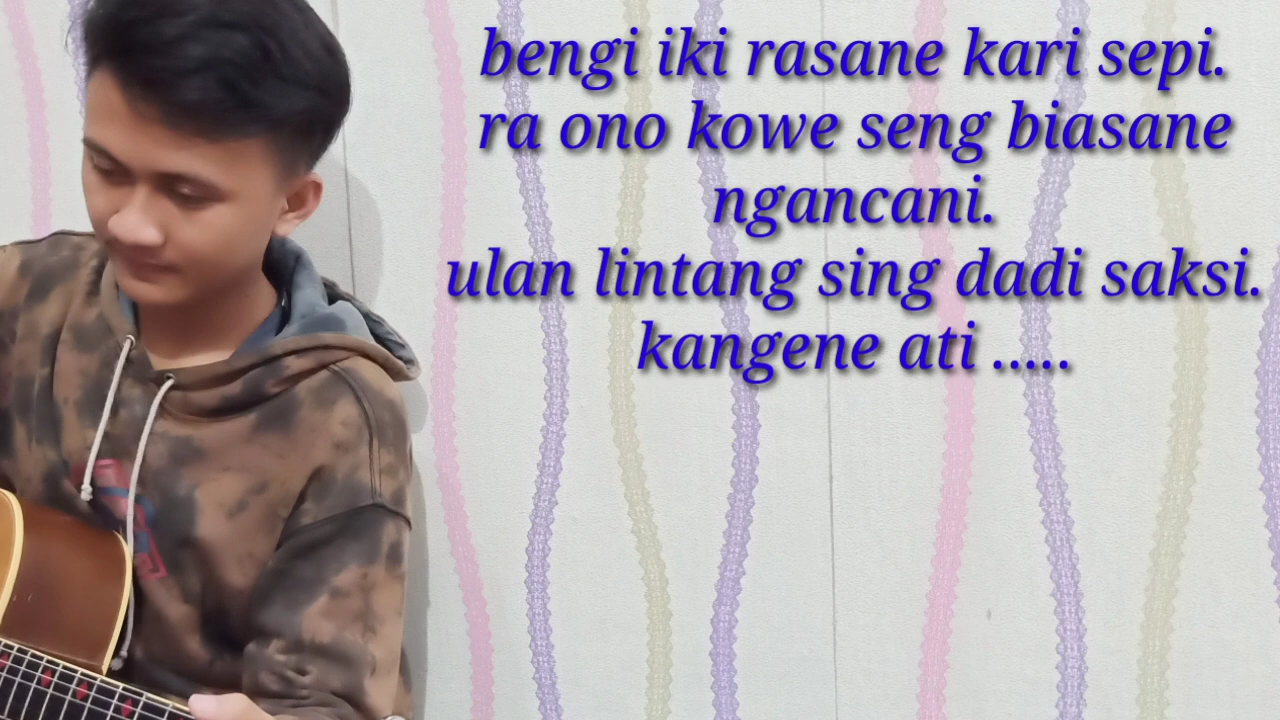 bengi iki rasane kari sepi.
ra ono kowe seng biasane
ngancani.
ulan lintang sing dadi saksi.
kangene ati .....